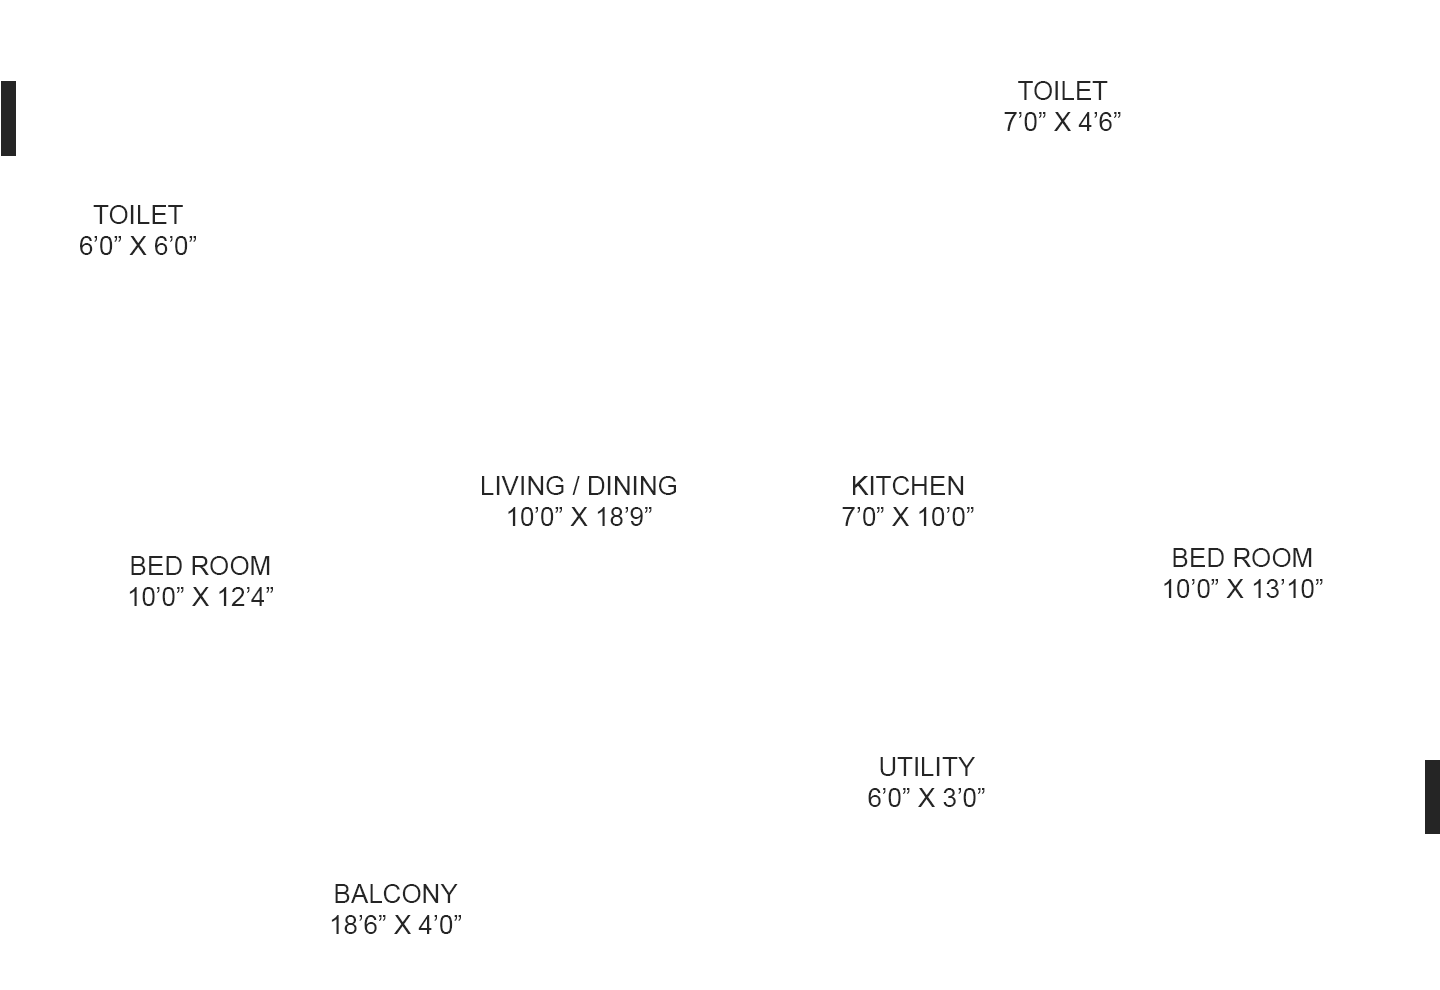 TOILET
7’0” X 4’6”
TOILET
6’0” X 6’0”
LIVING / DINING
10’0” X 18’9”
KITCHEN
7’0” X 10’0”
BED ROOM
10’0” X 12’4”
BED ROOM
10’0” X 13’10”
UTILITY
6’0” X 3’0”
BALCONY
18’6” X 4’0”